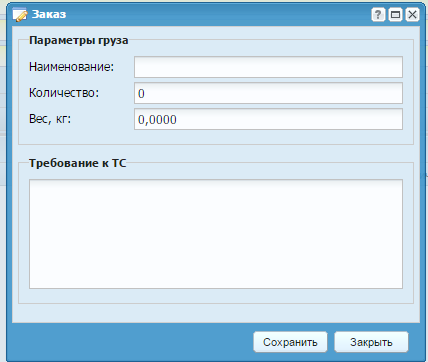 Заказ
Параметры груза
Наименование:
Количество: 0
Вес, кг: 0,0000
Требование к ТС
Сохранить Закрыть